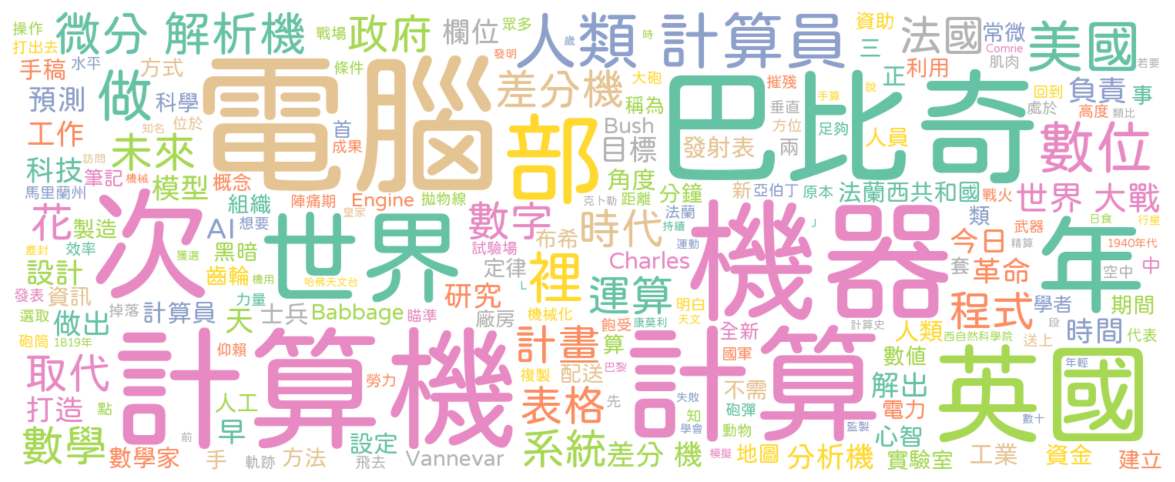 操作
打出去
水平
戰場
眾多
微分 解析機
政府
欄位
人類 計算員
資助
三
法國
常微
Comrie
肌肉
美國
若要
歲
時
發明
手稿
方式
條件
電腦
差分機
大砲
稱為
摧殘
正
利用
預測
做
科學
位於
首
成果
知名
部
Bush
目標
巴比奇
垂直
方位
手算
足夠
說
人員
回到
處於
高度
類比
負責
事
工作
未來
科技
訪問
發射表
兩
數位
筆記
模型
機械
概念
馬里蘭州
組織
陣痛期
Engine
拋物線
角度
分鐘
克卜勒
距離
新
亞伯丁
原本
法蘭西共和國
戰火
世界 大戰
花
製造
次
AI
想要
皇家
世界
數字
試驗場
布希
時代
法蘭
持續
運動
機器
J
類
武器
日食
行星
精算
1940年代
年
塵封
效率
獲選
黑暗
設計
齒輪
機用
哈佛天文台
定律
Charles
裡
今日
套
革命
空中
中
發表
資訊
掉落
力量
L
研究
運算
明白
天文
程式
學者
期間
選取
做出
計算員
天
士兵
Babbage
瞄準
廠房
機械化
飽受
康莫利
計算史
段
砲筒
1819年
仰賴
計算機
計畫
算
全新
國軍
計算
人類
西自然科學院
送上
時間
代表
取代
勞力
複製
巴黎
配送
不需
數值
英國
年輕
解出
打造
點
人工
表格
先
砲彈
失敗
學會
知
監製
動物
電力
心智
數十
數學
早
設定
系統
差分 機
模擬
地圖
分析機
實驗室
工業
資金
建立
數學家
前
手
軌跡
方法
飛去
Vannevar